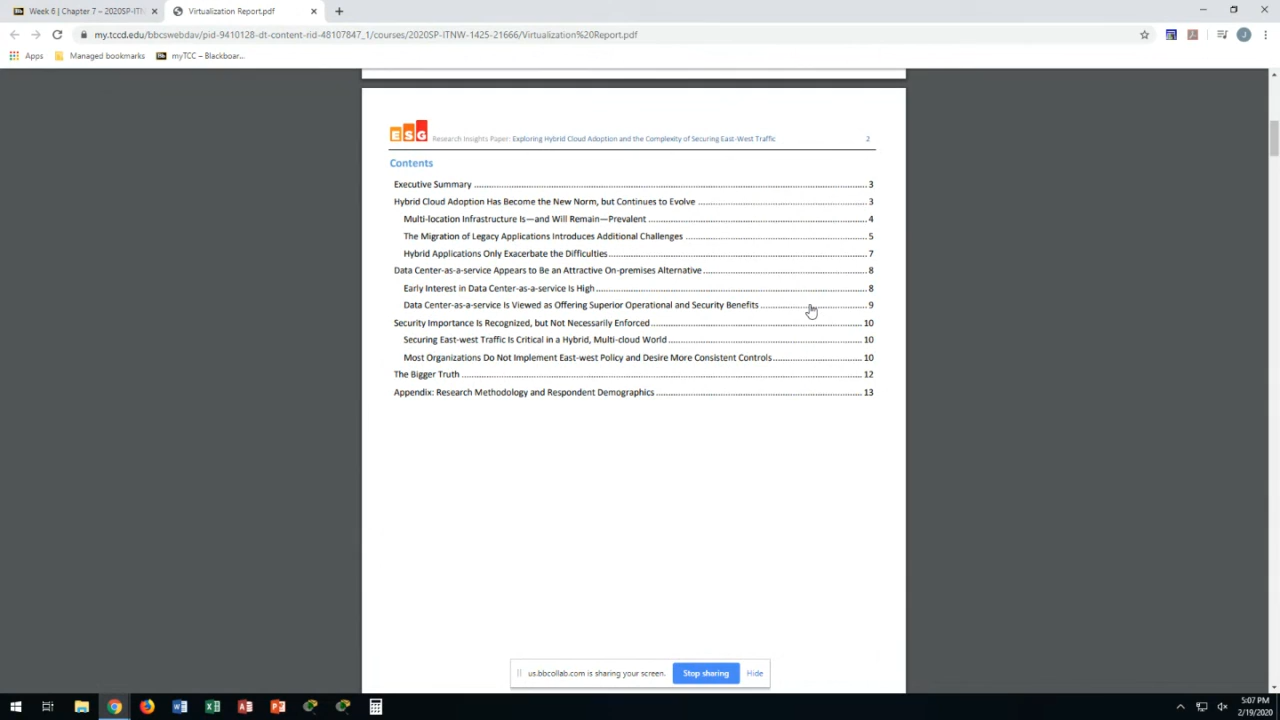 Week 6 | Chapter 7 – 2020SP-ITN
Virtualization Report.pdf
my.tccd.edu/bbcswebdav/pid-9410128-dt-content-rid-48107847_1/courses/2020SP-ITNW-1425-21666/Virtualization%20Report.pdf
J
Apps Managed bookmarks myTCC – Blackboar...
ESG Research Insights Paper: Exploring Hybrid Cloud Adoption and the Complexity of Securing East-West Traffic 2
Contents
Executive Summary 3
Hybrid Cloud Adoption Has Become the New Norm, but Continues to Evolve 3
Multi-location Infrastructure Is—and Will Remain—Prevalent 4
The Migration of Legacy Applications Introduces Additional Challenges 5
Hybrid Applications Only Exacerbate the Difficulties 7
Data Center-as-a-service Appears to Be an Attractive On-premises Alternative 8
Early Interest in Data Center-as-a-service Is High 8
Data Center-as-a-service Is Viewed as Offering Superior Operational and Security Benefits 9
Security Importance Is Recognized, but Not Necessarily Enforced 10
Securing East-west Traffic Is Critical in a Hybrid, Multi-cloud World 10
Most Organizations Do Not Implement East-west Policy and Desire More Consistent Controls 10
The Bigger Truth 12
Appendix: Research Methodology and Respondent Demographics 13
us.bbcollab.com is sharing your screen. Stop sharing Hide
5:07 PM
2/19/2020